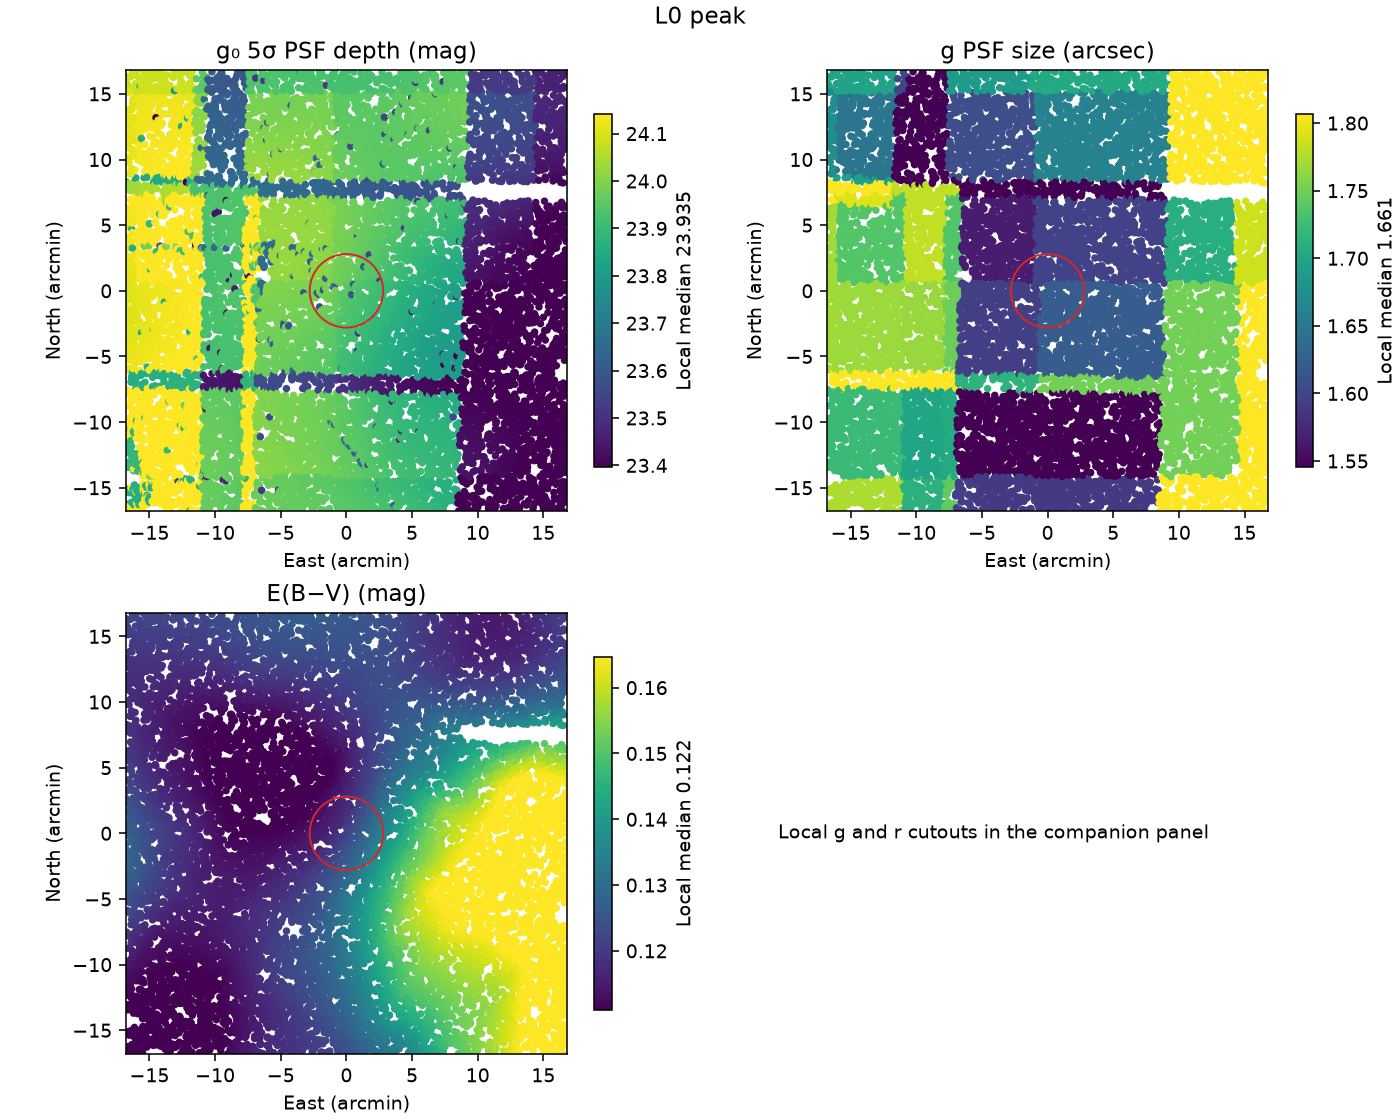 L0 peak
g₀ 5σ PSF depth (mag)
15
10
5
0
−5
−10
−15
North (arcmin)
−15 −10 −5 0 5 10 15
East (arcmin)
24.1
24.0
23.9
23.8
23.7
23.6
23.5
23.4
Local median 23.935
g PSF size (arcsec)
15
10
5
0
−5
−10
−15
North (arcmin)
−15 −10 −5 0 5 10 15
East (arcmin)
1.80
1.75
1.70
1.65
1.60
1.55
Local median 1.661
E(B−V) (mag)
15
10
5
0
−5
−10
−15
North (arcmin)
−15 −10 −5 0 5 10 15
East (arcmin)
0.16
0.15
0.14
0.13
0.12
Local median 0.122
Local g and r cutouts in the companion panel